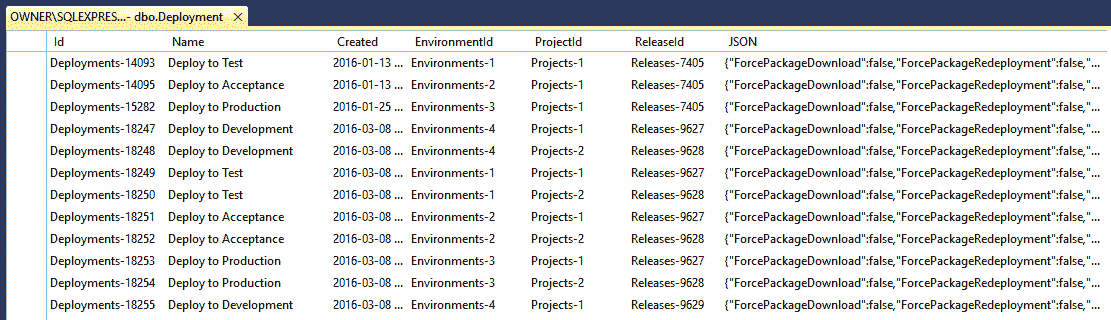 OWNER\SQLEXPRES...- dbo.Deployment ×
Id Name Created EnvironmentId ProjectId ReleaseId JSON
Deployments-14093 Deploy to Test 2016-01-13 ... Environments-1 Projects-1 Releases-7405 {"ForcePackageDownload":false,"ForcePackageRedeployment":false,"...
Deployments-14095 Deploy to Acceptance 2016-01-13 ... Environments-2 Projects-1 Releases-7405 {"ForcePackageDownload":false,"ForcePackageRedeployment":false,"...
Deployments-15282 Deploy to Production 2016-01-25 ... Environments-3 Projects-1 Releases-7405 {"ForcePackageDownload":false,"ForcePackageRedeployment":false,"...
Deployments-18247 Deploy to Development 2016-03-08 ... Environments-4 Projects-1 Releases-9627 {"ForcePackageDownload":false,"ForcePackageRedeployment":false,"...
Deployments-18248 Deploy to Development 2016-03-08 ... Environments-4 Projects-2 Releases-9628 {"ForcePackageDownload":false,"ForcePackageRedeployment":false,"...
Deployments-18249 Deploy to Test 2016-03-08 ... Environments-1 Projects-1 Releases-9627 {"ForcePackageDownload":false,"ForcePackageRedeployment":false,"...
Deployments-18250 Deploy to Test 2016-03-08 ... Environments-1 Projects-2 Releases-9628 {"ForcePackageDownload":false,"ForcePackageRedeployment":false,"...
Deployments-18251 Deploy to Acceptance 2016-03-08 ... Environments-2 Projects-1 Releases-9627 {"ForcePackageDownload":false,"ForcePackageRedeployment":false,"...
Deployments-18252 Deploy to Acceptance 2016-03-08 ... Environments-2 Projects-2 Releases-9628 {"ForcePackageDownload":false,"ForcePackageRedeployment":false,"...
Deployments-18253 Deploy to Production 2016-03-08 ... Environments-3 Projects-1 Releases-9627 {"ForcePackageDownload":false,"ForcePackageRedeployment":false,"...
Deployments-18254 Deploy to Production 2016-03-08 ... Environments-3 Projects-2 Releases-9628 {"ForcePackageDownload":false,"ForcePackageRedeployment":false,"...
Deployments-18255 Deploy to Development 2016-03-08 ... Environments-4 Projects-1 Releases-9629 {"ForcePackageDownload":false,"ForcePackageRedeployment":false,"...